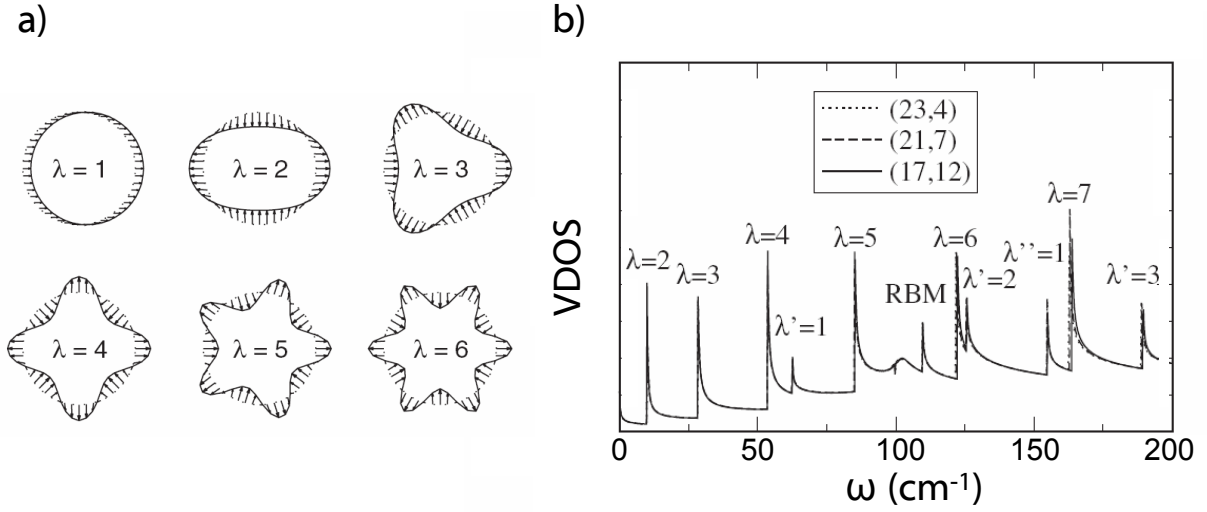 a)
λ = 1
λ = 2
λ = 3
λ = 4
λ = 5
λ = 6
b)
(23,4)
(21,7)
(17,12)
λ=2
λ=3
λ=4
λ'=1
λ=5
RBM
λ=6
λ'=2
λ''=1
λ=7
λ'=3
VDOS
0
50
100
150
200
ω (cm-1)